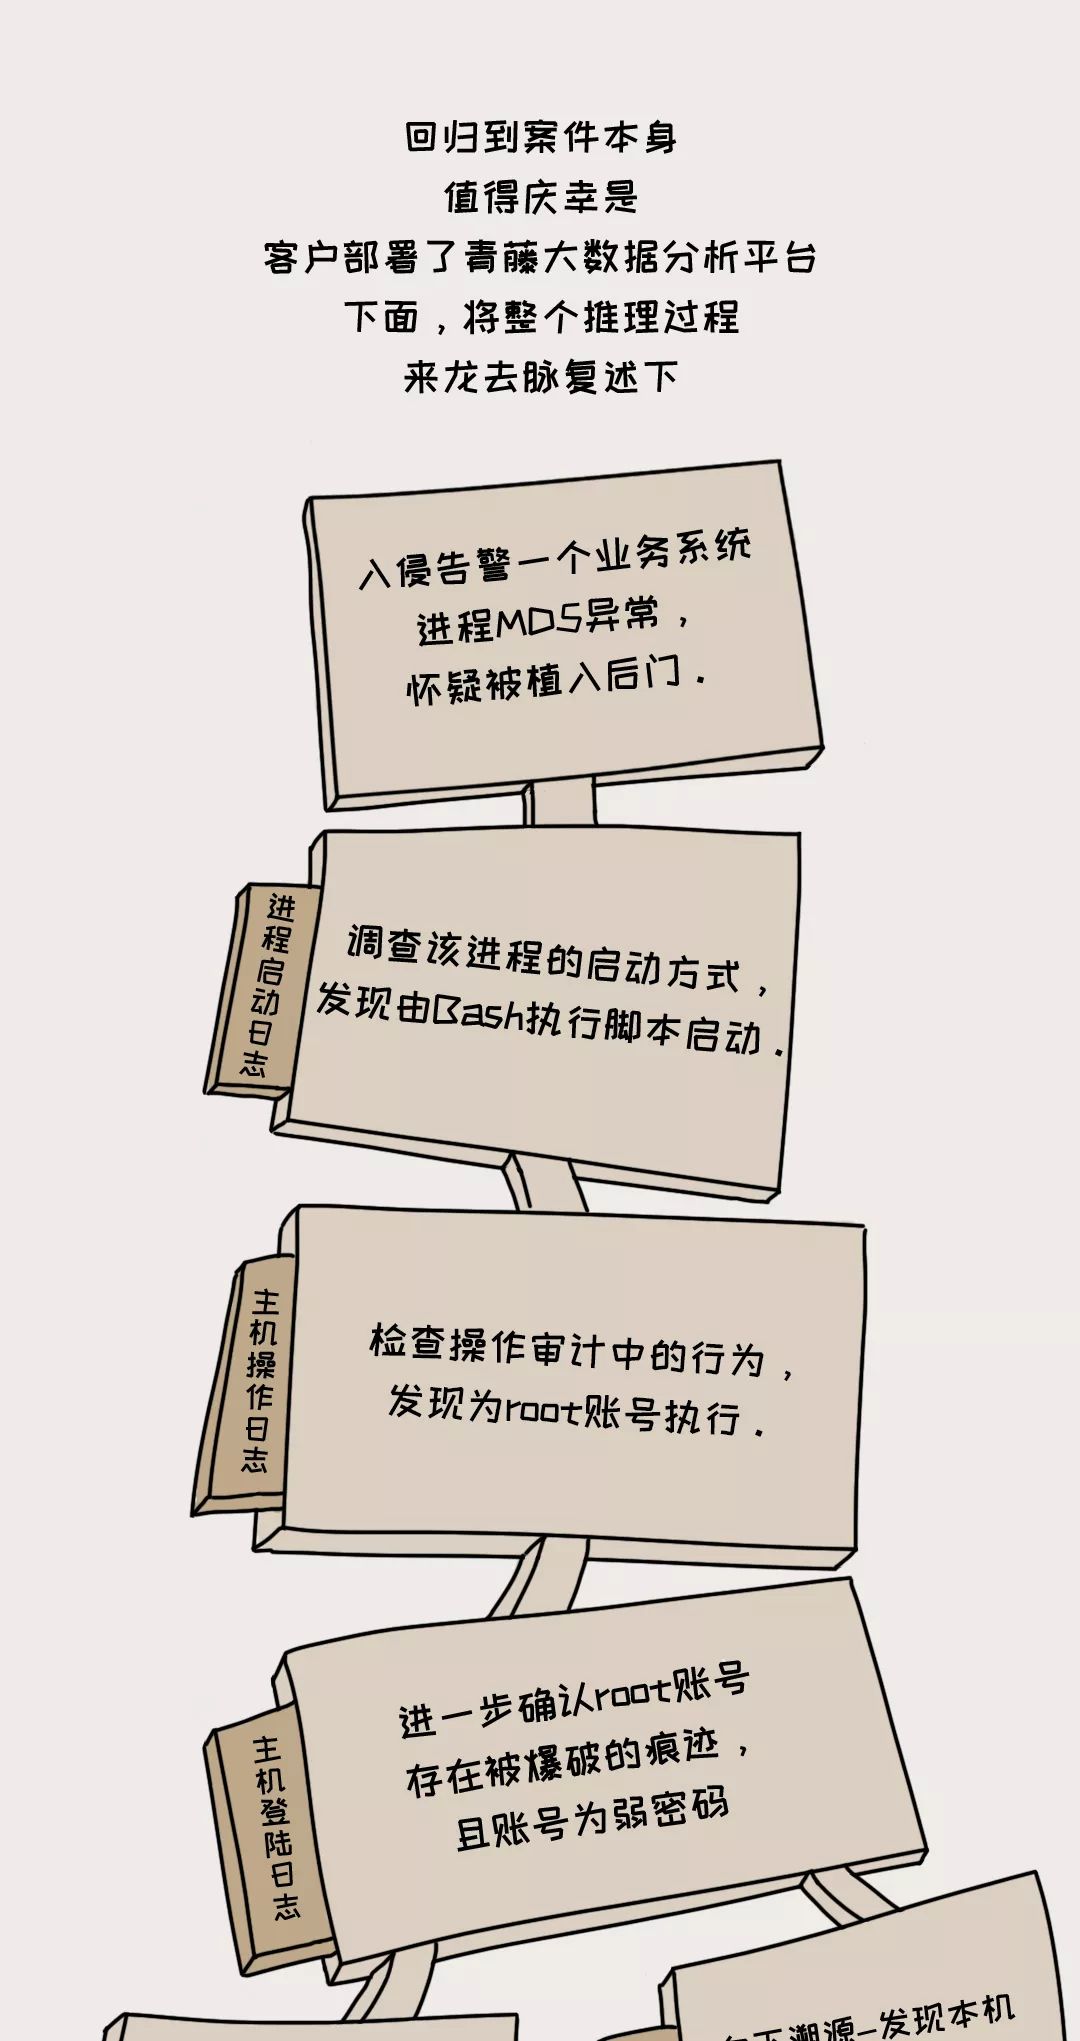 回归到案件本身
值得庆幸是
客户部署了青藤大数据分析平台
下面，将整个推理过程
来龙去脉复述下
入侵告警一个业务系统
进程MD5异常，
怀疑被植入后门.
进程启动日志
调查该进程的启动方式，
发现由Bash执行脚本启动.
主机操作日志
检查操作审计中的行为，
发现为root账号执行.
主机登陆日志
进一步确认root账号
存在被爆破的痕迹，
且账号为弱密码
溯源-发现本机